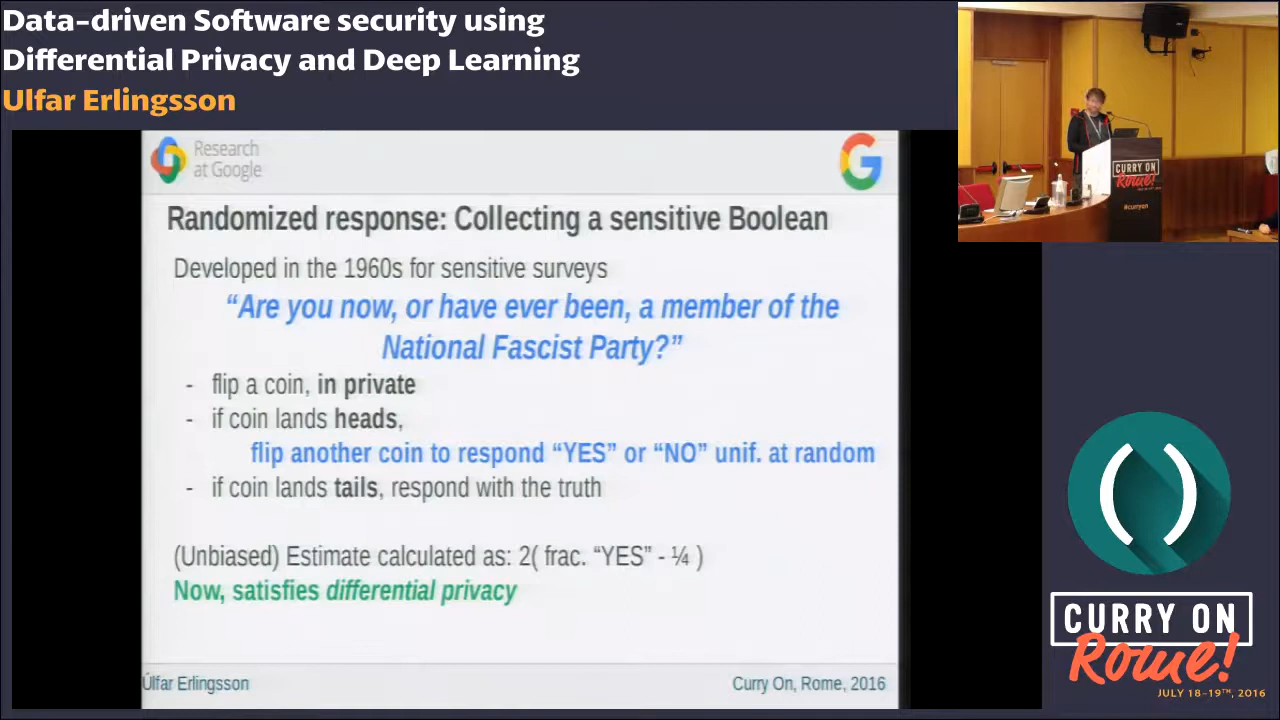 Data-driven Software security using
Differential Privacy and Deep Learning
Ulfar Erlingsson
Research
at Google
Randomized response: Collecting a sensitive Boolean
Developed in the 1960s for sensitive surveys
“Are you now, or have ever been, a member of the
National Fascist Party?”
- flip a coin, in private
- if coin lands heads,
flip another coin to respond “YES” or “NO” unif. at random
- if coin lands tails, respond with the truth
(Unbiased) Estimate calculated as: 2( frac. “YES” - ¼ )
Now, satisfies differential privacy
Úlfar Erlingsson
Curry On, Rome, 2016
CURRY ON
Rome!
#curryon
CURRY ON
Rome!
JULY 18-19TH, 2016